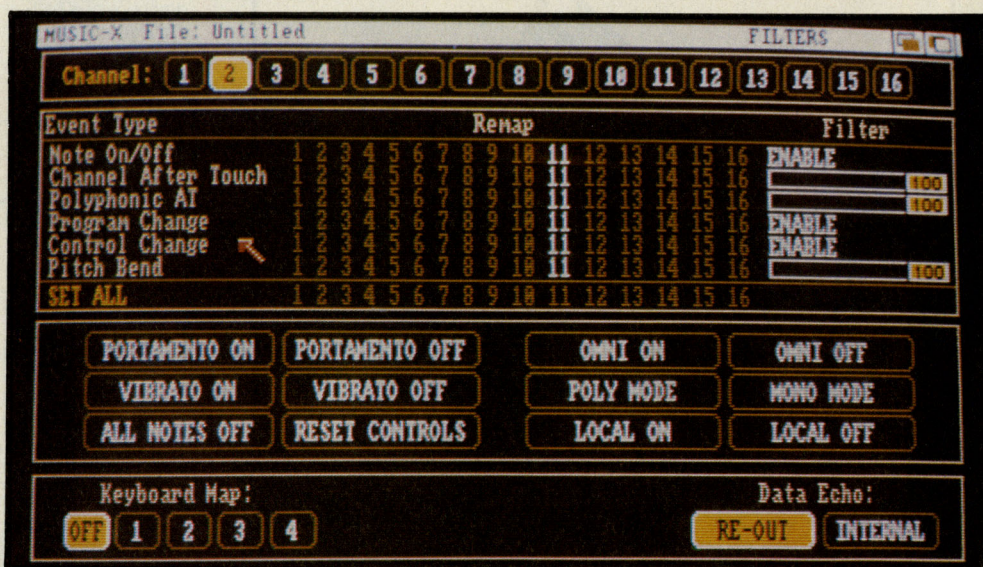 MUSIC-X File: Untitled FILTERS
Channel: 1 2 3 4 5 6 7 8 9 10 11 12 13 14 15 16
Event Type Remap Filter
Note On/Off 1 2 3 4 5 6 7 8 9 10 11 12 13 14 15 16 ENABLE
Channel After Touch 1 2 3 4 5 6 7 8 9 10 11 12 13 14 15 16 100
Polyphonic AT 1 2 3 4 5 6 7 8 9 10 11 12 13 14 15 16 100
Program Change 1 2 3 4 5 6 7 8 9 10 11 12 13 14 15 16 ENABLE
Control Change 1 2 3 4 5 6 7 8 9 10 11 12 13 14 15 16 ENABLE
Pitch Bend 1 2 3 4 5 6 7 8 9 10 11 12 13 14 15 16 100
SET ALL 1 2 3 4 5 6 7 8 9 10 11 12 13 14 15 16
PORTAMENTO ON PORTAMENTO OFF OMNI ON OMNI OFF
VIBRATO ON VIBRATO OFF POLY MODE MONO MODE
ALL NOTES OFF RESET CONTROLS LOCAL ON LOCAL OFF
Keyboard Map: Data Echo:
OFF 1 2 3 4 RE-OUT INTERNAL